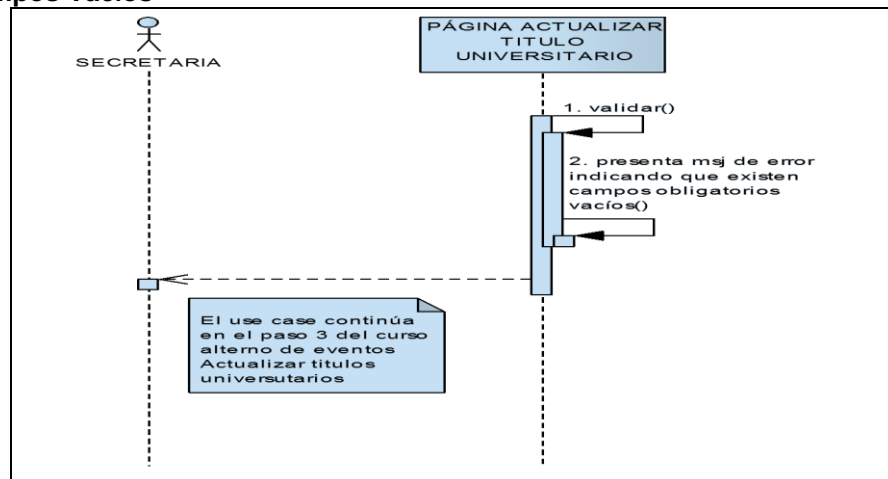 SECRETARIA
PÁGINA ACTUALIZAR
TITULO
UNIVERSITARIO
1. validar()
2. presenta msj de error
indicando que existen
campos obligatorios
vacíos()
El use case continúa
en el paso 3 del curso
alterno de eventos
Actualizar titulos
universutarios